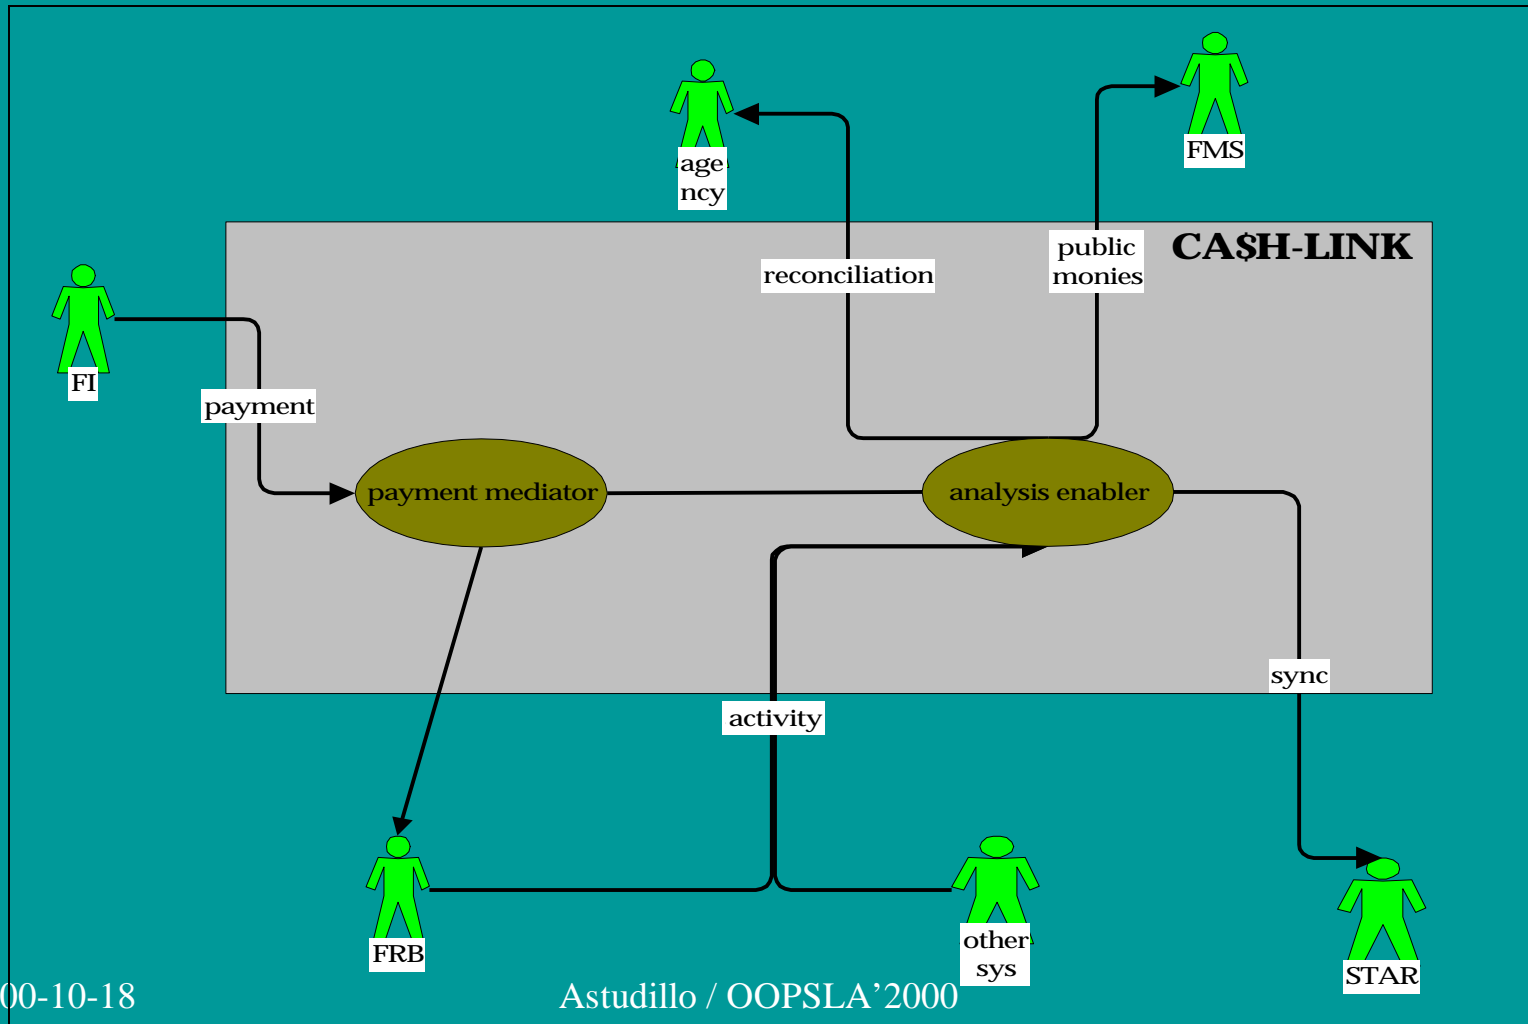 age
ncy
FMS
CA$H-LINK
public
monies
reconciliation
FI
payment
payment mediator
analysis enabler
sync
activity
FRB
other
sys
STAR
00-10-18
Astudillo / OOPSLA’2000